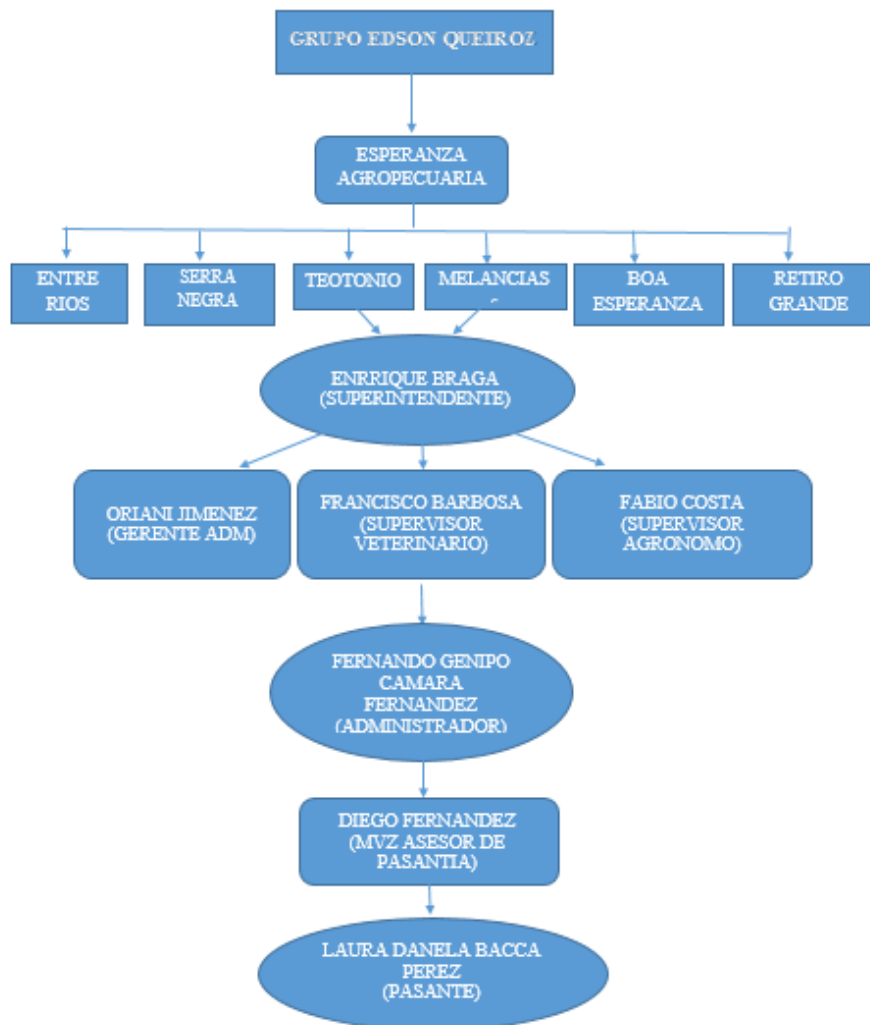 GRUPO EDSON QUEIROZ
ESPERANZA
AGROPECUARIA
ENTRE
RIOS
SERRA
NEGRA
TEOTONIO
MELANCIAS
BOA
ESPERANZA
RETIRO
GRANDE
ENRRIQUE BRAGA
(SUPERINTENDENTE)
ORIANI JIMENEZ
(GERENTE ADM)
FRANCISCO BARBOSA
(SUPERVISOR
VETERINARIO)
FABIO COSTA
(SUPERVISOR
AGRONOMO)
FERNANDO GENIPO
CAMARA
FERNANDEZ
(ADMINISTRADOR)
DIEGO FERNANDEZ
(MVZ ASESOR DE
PASANTIA)
LAURA DANELA BACCA
PEREZ
(PASANTE)